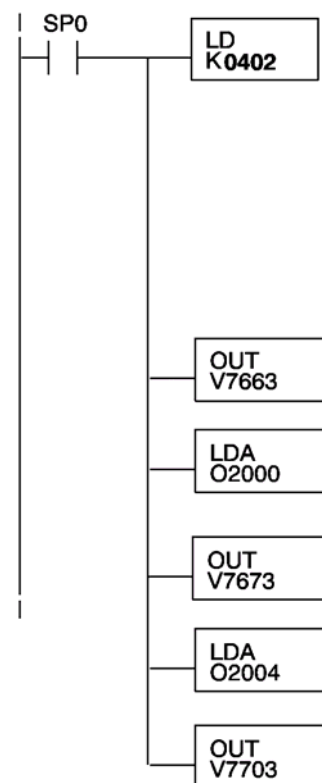 SP0
LD
K0402
OUT
V7663
LDA
O2000
OUT
V7673
LDA
O2004
OUT
V7703